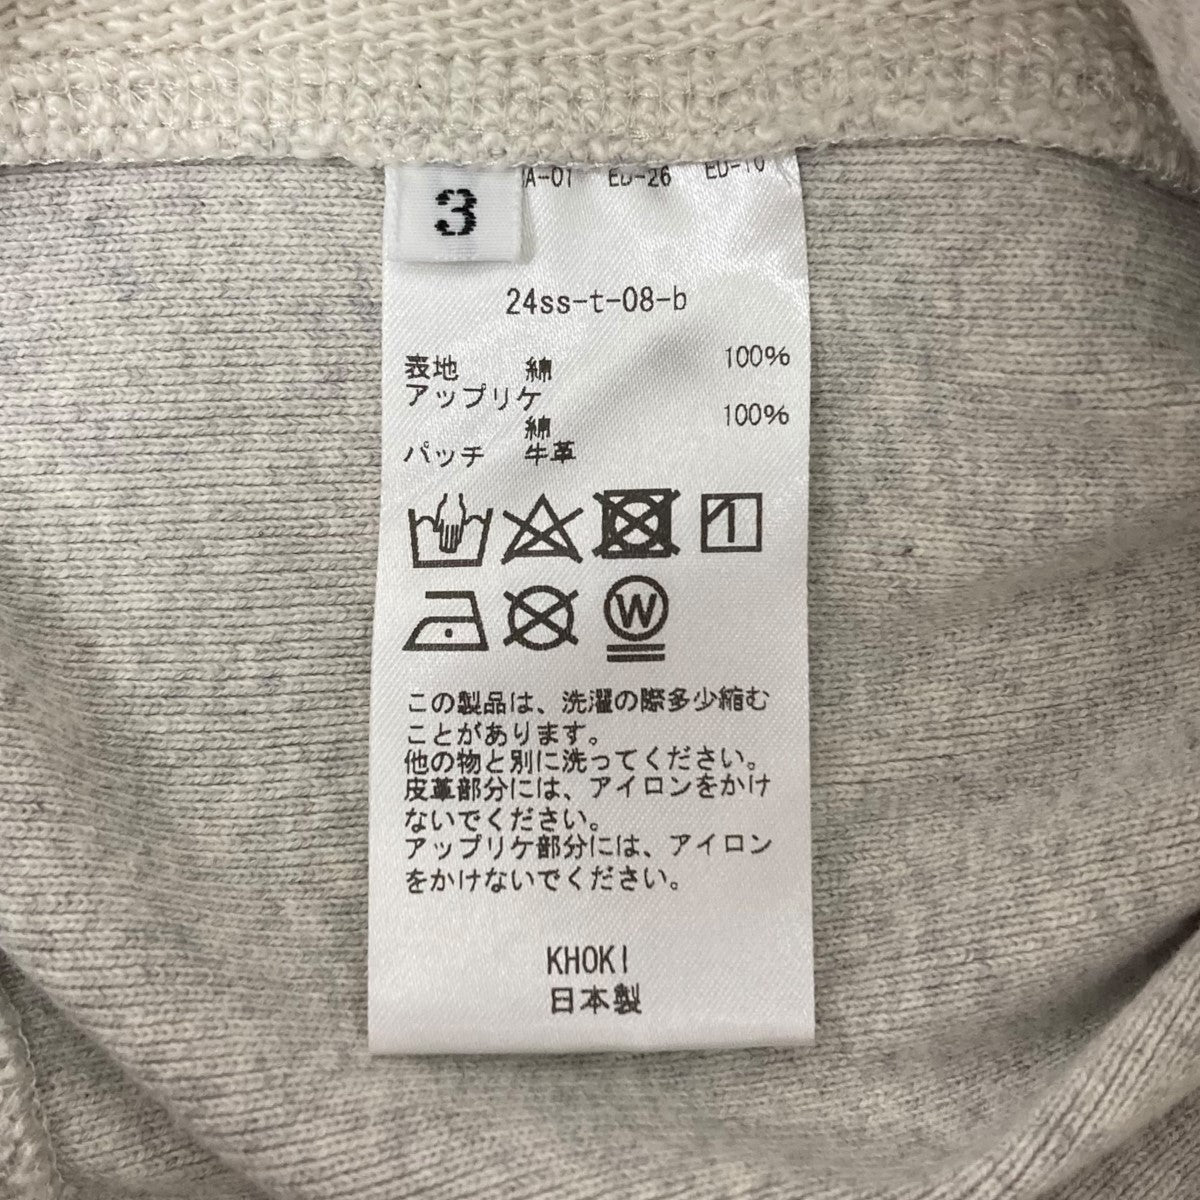 3
A-01 ED-26 ED-10
24ss-t-08-b
表地 綿 100%
アップリケ
綿 100%
パッチ 牛革
W
この製品は、洗濯の際多少縮む
ことがあります。
他の物と別に洗ってください。
皮革部分には、アイロンをかけ
ないでください。
アップリケ部分には、アイロン
をかけないでください。
KHOKI
日本製